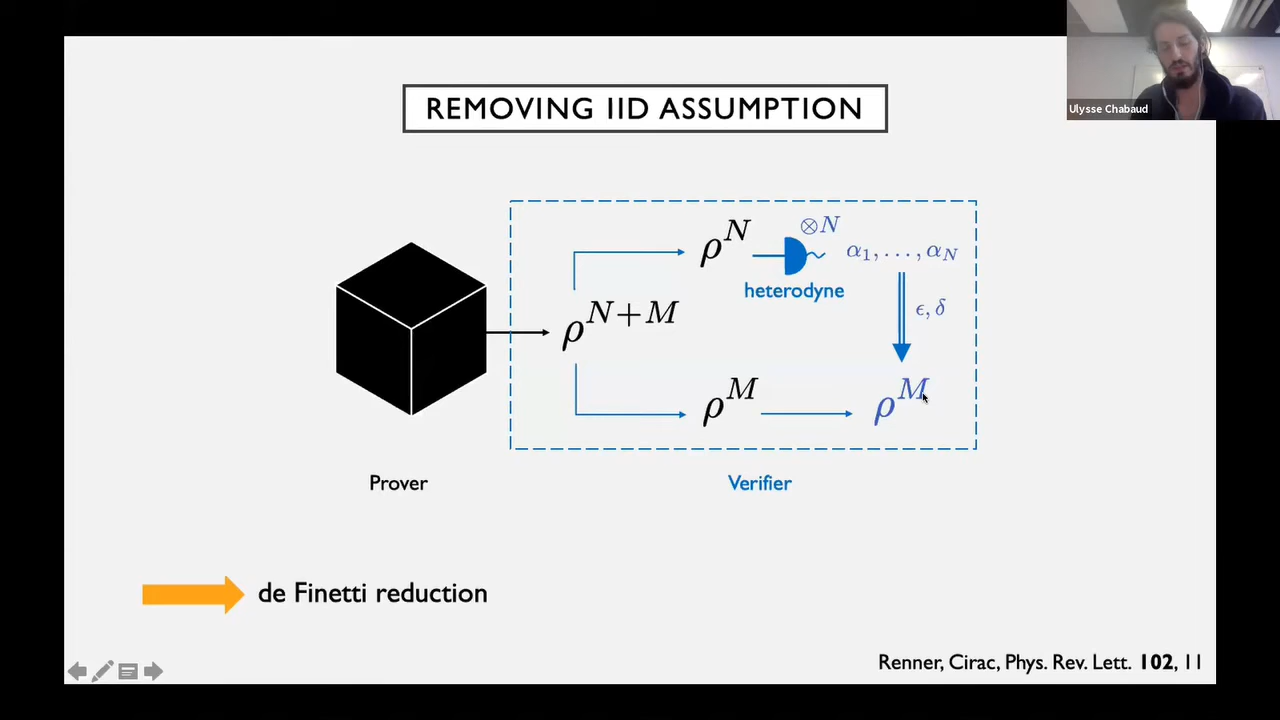 Ulysse Chabaud
REMOVING IID ASSUMPTION
⊗N
ρ^N
α₁, …, α_N
heterodyne
ρ^{N+M}
ϵ, δ
ρ^M
ρ^M
Prover
Verifier
de Finetti reduction
Renner, Cirac, Phys. Rev. Lett. 102, 11